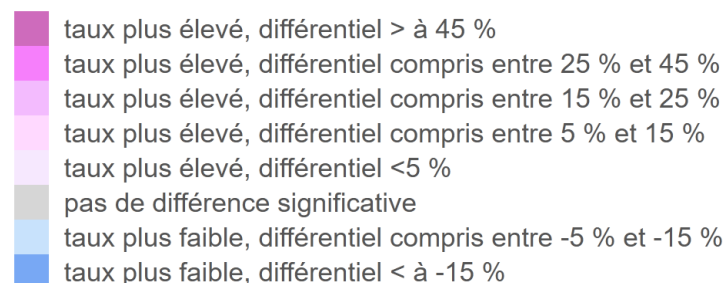 taux plus élevé, différentiel > à 45 %
taux plus élevé, différentiel compris entre 25 % et 45 %
taux plus élevé, différentiel compris entre 15 % et 25 %
taux plus élevé, différentiel compris entre 5 % et 15 %
taux plus élevé, différentiel <5 %
pas de différence significative
taux plus faible, différentiel compris entre -5 % et -15 %
taux plus faible, différentiel < à -15 %